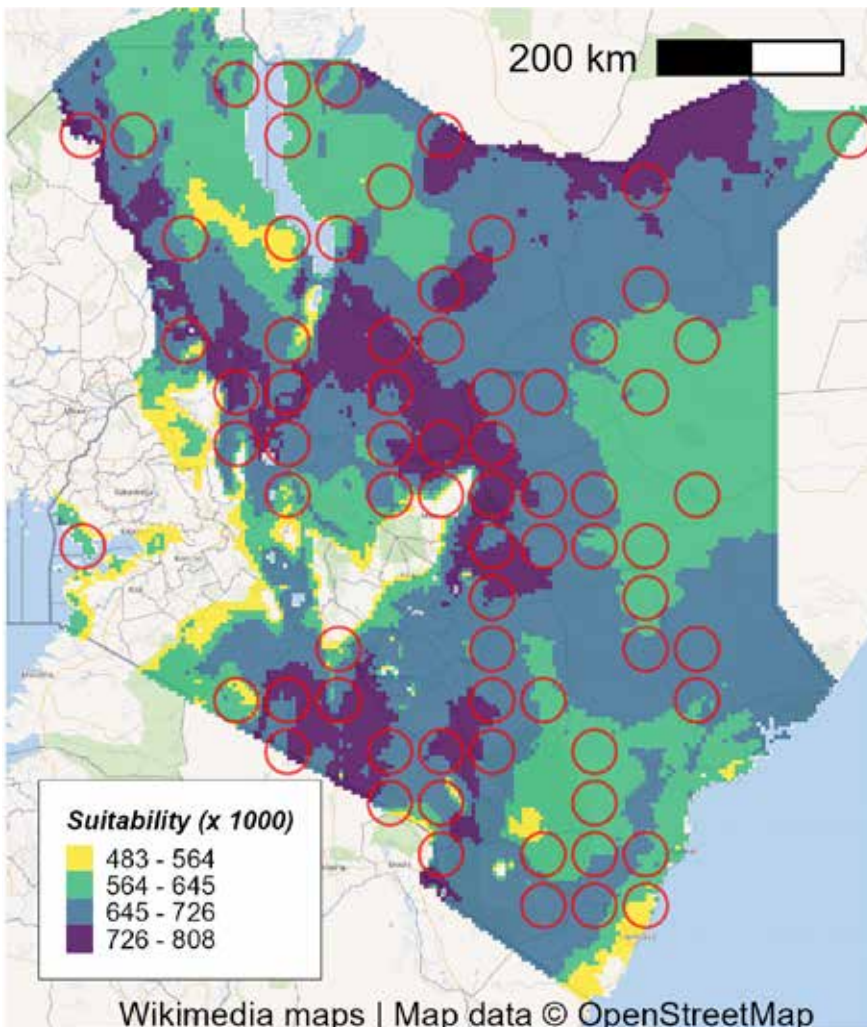 200 km
Suitability (x 1000)
483 - 564
564 - 645
645 - 726
726 - 808
Wikimedia maps | Map data © OpenStreetMap